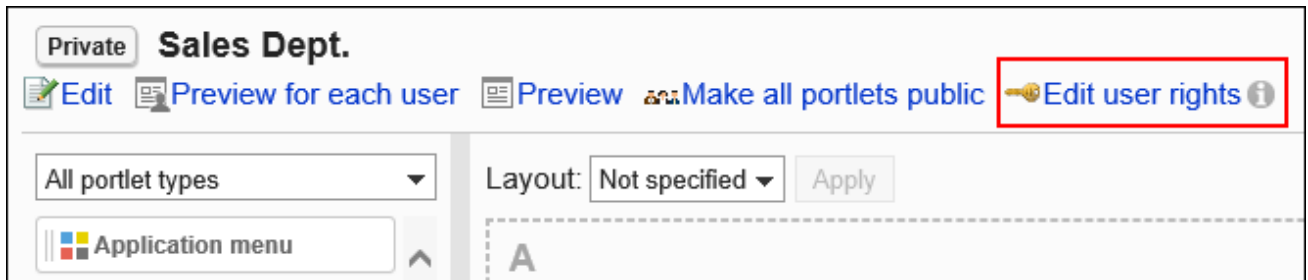 Private Sales Dept.
Edit Preview for each user Preview Make all portlets public Edit user rights
All portlet types Layout: Not specified Apply
Application menu A